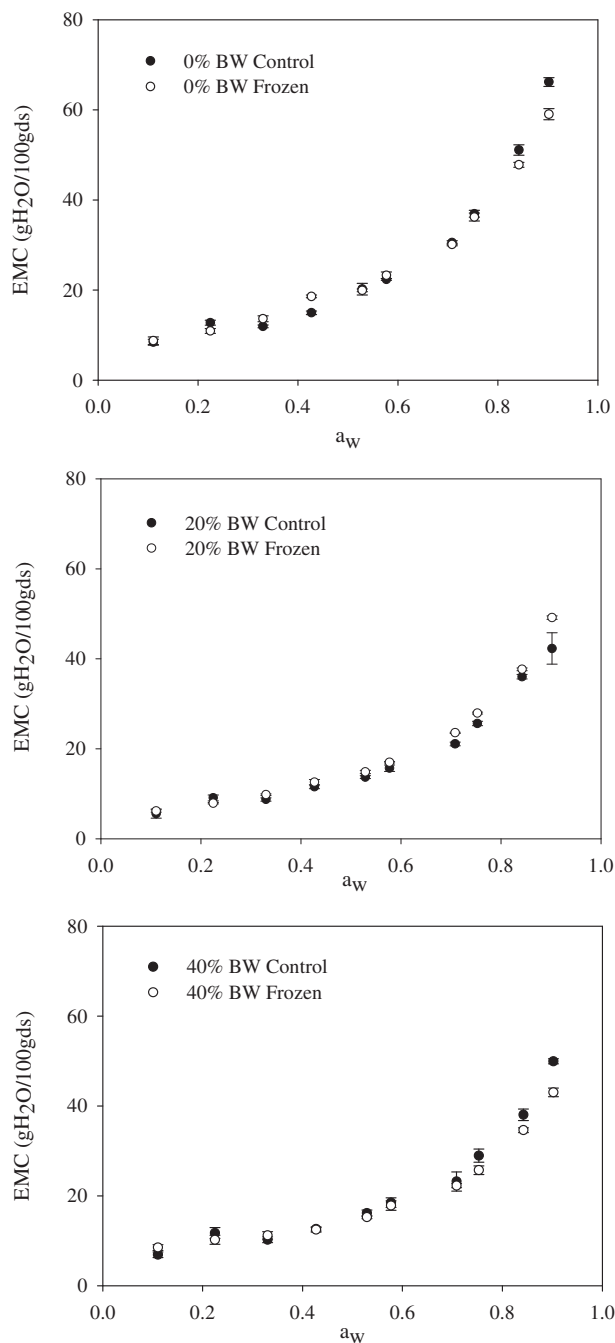 80
0% BW Control
0% BW Frozen
60
EMC (gH2O/100gds)
40
20
0
0.0 0.2 0.4 0.6 0.8 1.0
aw
80
20% BW Control
20% BW Frozen
60
EMC (gH2O/100gds)
40
20
0
0.0 0.2 0.4 0.6 0.8 1.0
aw
80
40% BW Control
40% BW Frozen
60
EMC (gH2O/100gds)
40
20
0
0.0 0.2 0.4 0.6 0.8 1.0
aw